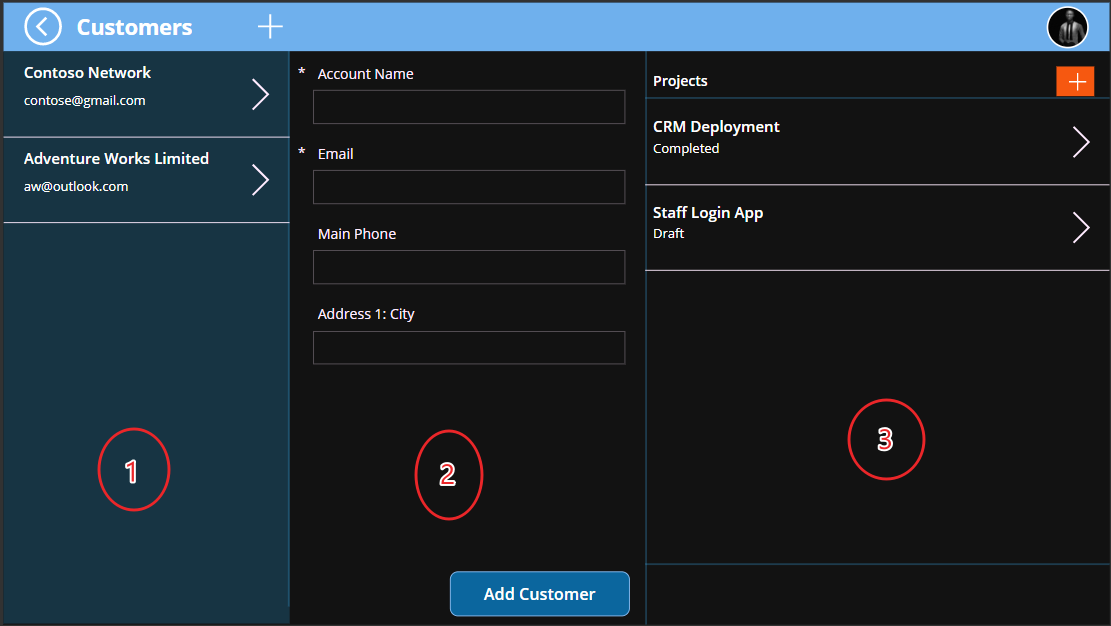 Customers
Contoso Network
contose@gmail.com
Adventure Works Limited
aw@outlook.com
1
* Account Name
* Email
Main Phone
Address 1: City
2
Add Customer
Projects
CRM Deployment
Completed
Staff Login App
Draft
3